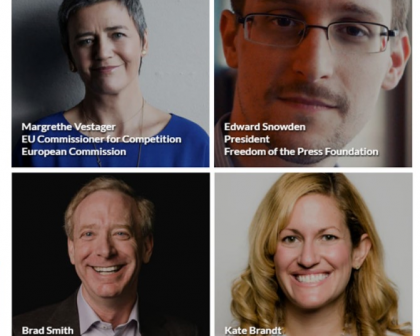 Margrethe Vestager
EU Commissioner for Competition
European Commission
Edward Snowden
President
Freedom of the Press Foundation
Brad Smith
Kate Brandt